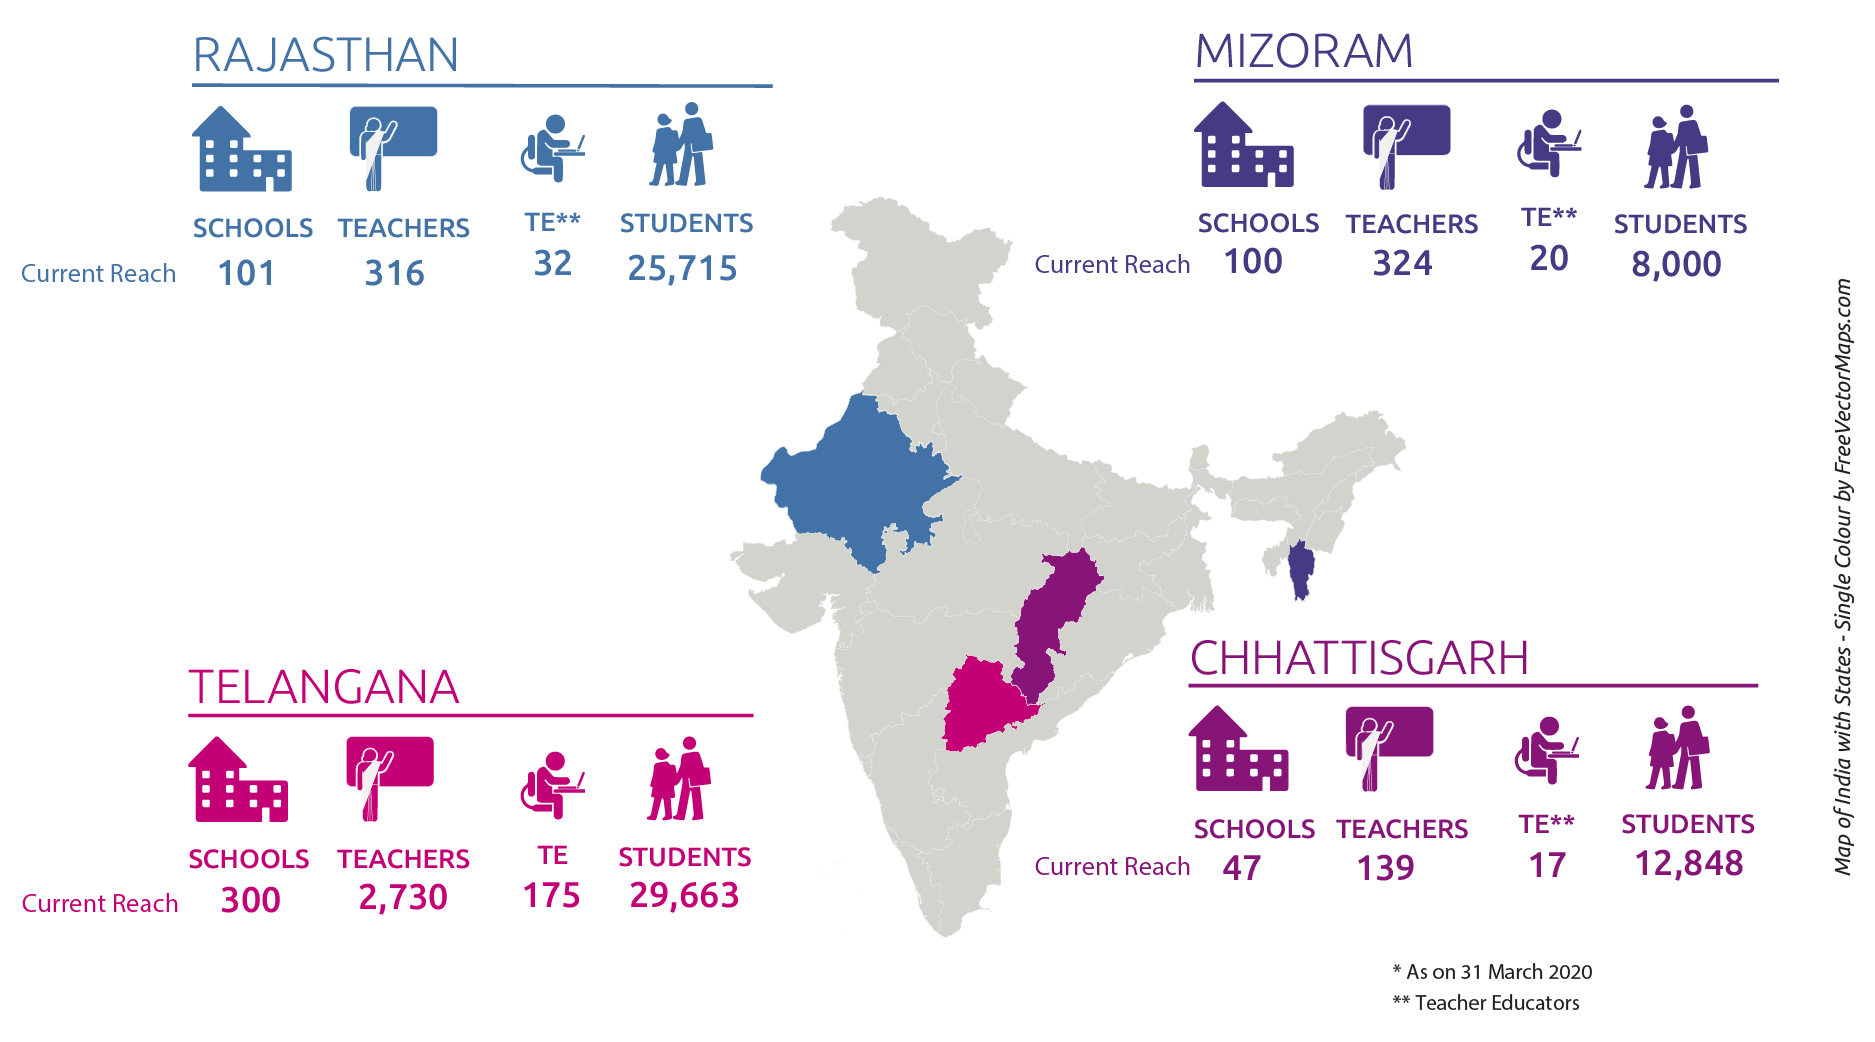 RAJASTHAN
SCHOOLS TEACHERS TE** STUDENTS
Current Reach 101 316 32 25,715
MIZORAM
SCHOOLS TEACHERS TE** STUDENTS
Current Reach 100 324 20 8,000
TELANGANA
SCHOOLS TEACHERS TE STUDENTS
Current Reach 300 2,730 175 29,663
CHHATTISGARH
SCHOOLS TEACHERS TE** STUDENTS
Current Reach 47 139 17 12,848
* As on 31 March 2020
** Teacher Educators
Map of India with States - Single Colour by FreeVectorMaps.com